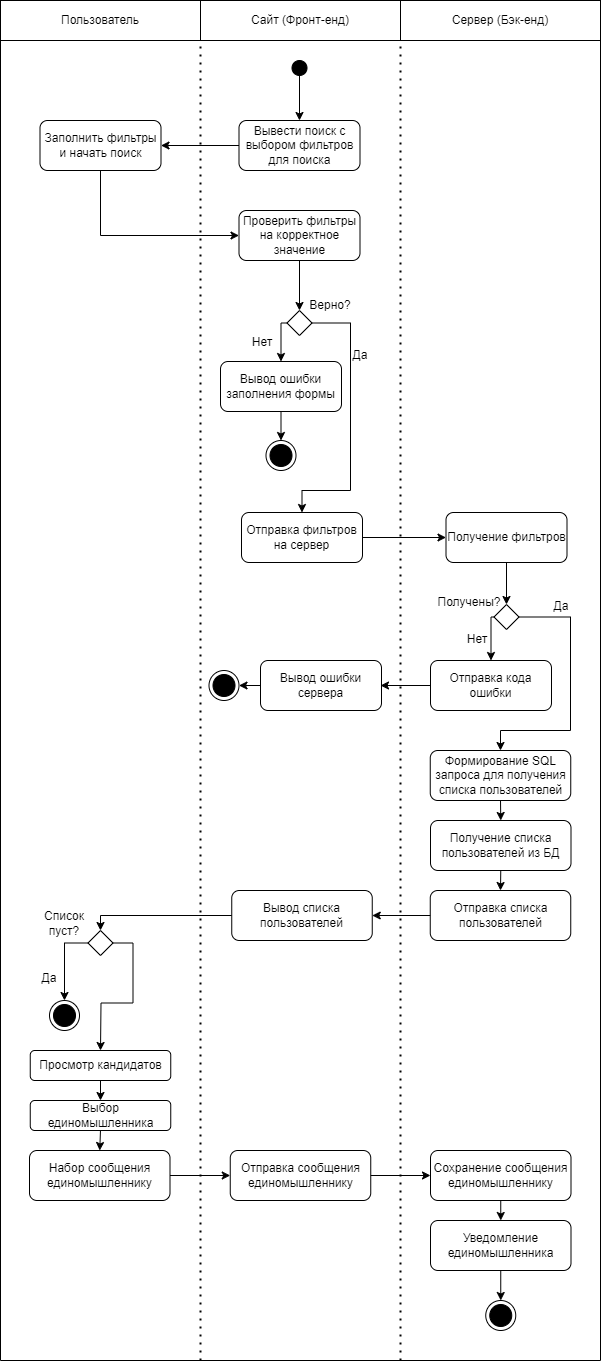 Пользователь
Сайт (Фронт-енд)
Сервер (Бэк-енд)
Вывести поиск с
выбором фильтров
для поиска
Заполнить фильтры
и начать поиск
Проверить фильтры
на корректное
значение
Верно?
Нет
Да
Вывод ошибки
заполнения формы
Отправка фильтров
на сервер
Получение фильтров
Получены?
Да
Нет
Отправка кода
ошибки
Вывод ошибки
сервера
Формирование SQL
запроса для получения
списка пользователей
Получение списка
пользователей из БД
Отправка списка
пользователей
Вывод списка
пользователей
Список
пуст?
Да
Просмотр кандидатов
Выбор
единомышленника
Набор сообщения
единомышленнику
Отправка сообщения
единомышленнику
Сохранение сообщения
единомышленнику
Уведомление
единомышленника